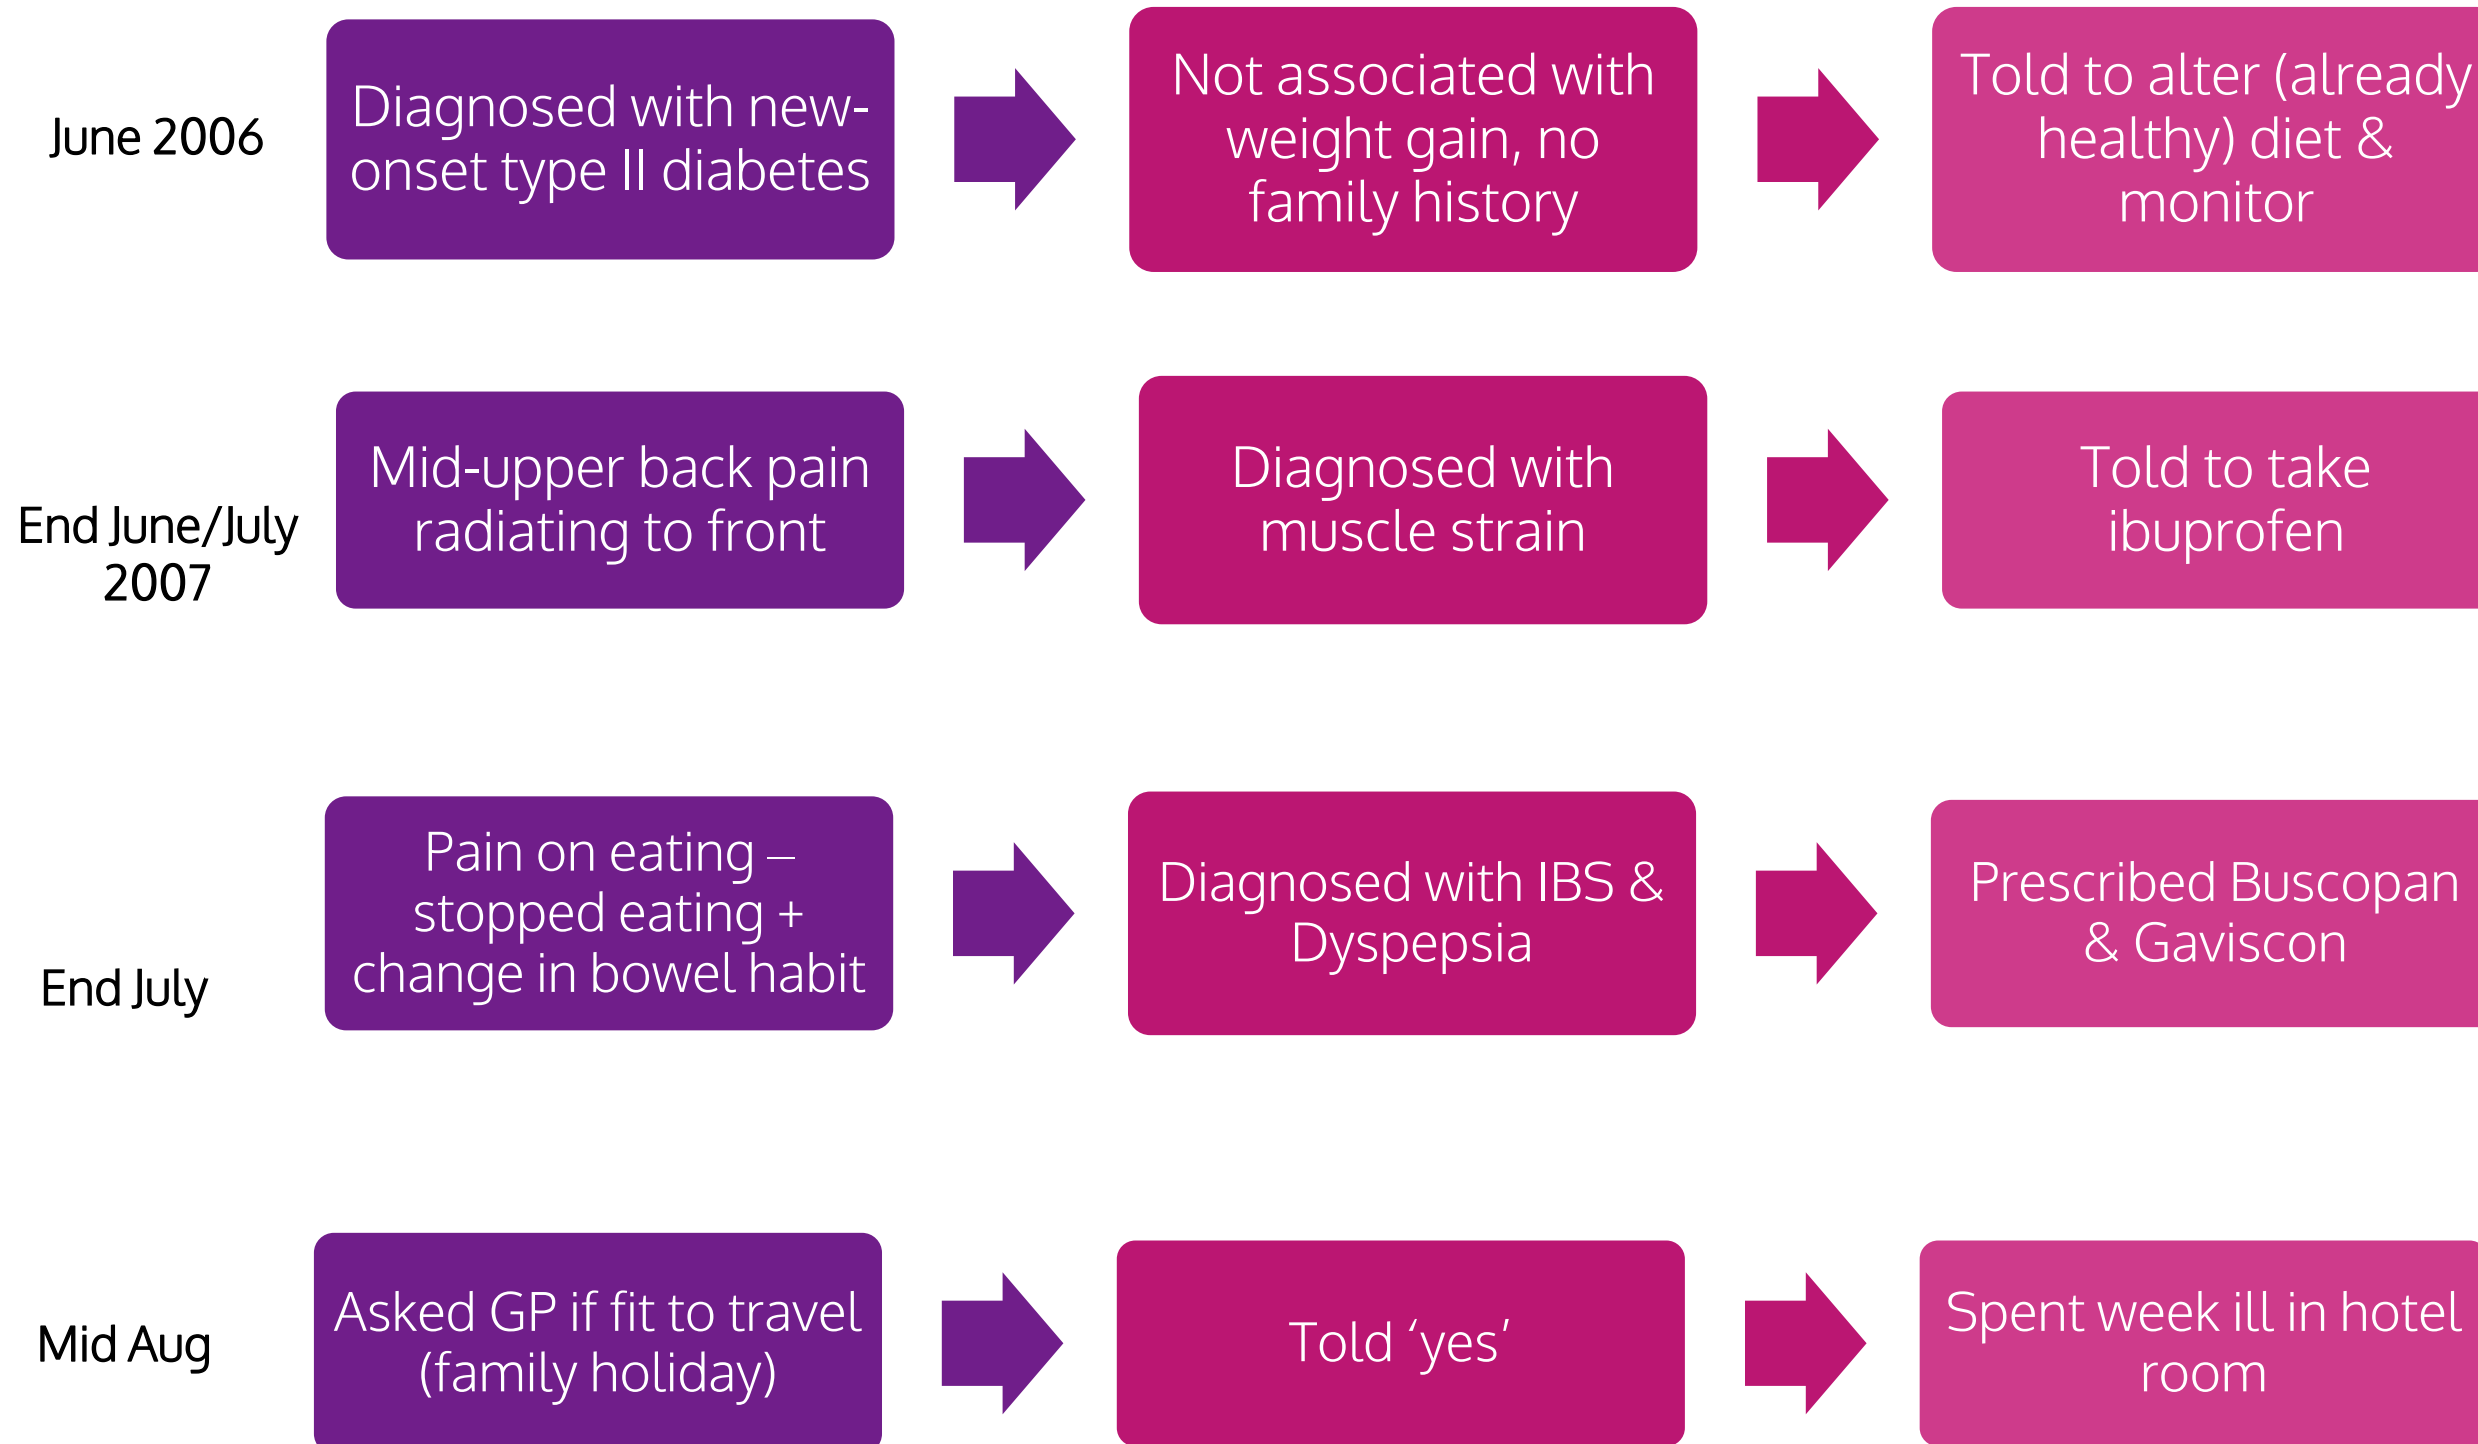 June 2006
Diagnosed with new-
onset type II diabetes
Not associated with
weight gain, no
family history
Told to alter (already
healthy) diet &
monitor
End June/July
2007
Mid-upper back pain
radiating to front
Diagnosed with
muscle strain
Told to take
ibuprofen
End July
Pain on eating –
stopped eating +
change in bowel habit
Diagnosed with IBS &
Dyspepsia
Prescribed Buscopan
& Gaviscon
Mid Aug
Asked GP if fit to travel
(family holiday)
Told ‘yes’
Spent week ill in hotel
room